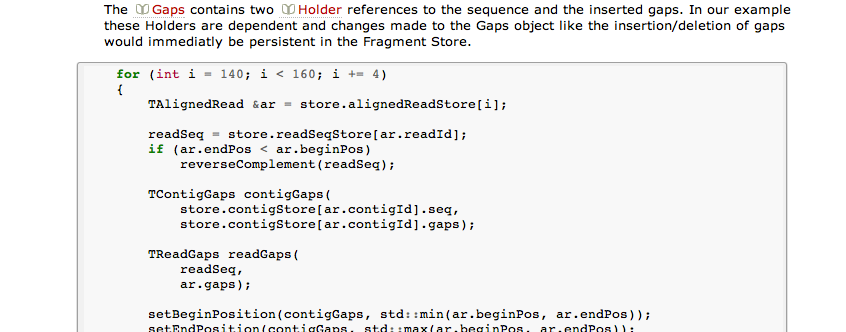 The Gaps contains two Holder references to the sequence and the inserted gaps. In our example
these Holders are dependent and changes made to the Gaps object like the insertion/deletion of gaps
would immediatly be persistent in the Fragment Store.
for (int i = 140; i < 160; i += 4)
{
    TAlignedRead &ar = store.alignedReadStore[i];
    readSeq = store.readSeqStore[ar.readId];
    if (ar.endPos < ar.beginPos)
        reverseComplement(readSeq);
    TContigGaps contigGaps(
        store.contigStore[ar.contigId].seq,
        store.contigStore[ar.contigId].gaps);
    TReadGaps readGaps(
        readSeq,
        ar.gaps);
    setBeginPosition(contigGaps, std::min(ar.beginPos, ar.endPos));
    setEndPosition(contigGaps, std::max(ar.beginPos, ar.endPos));